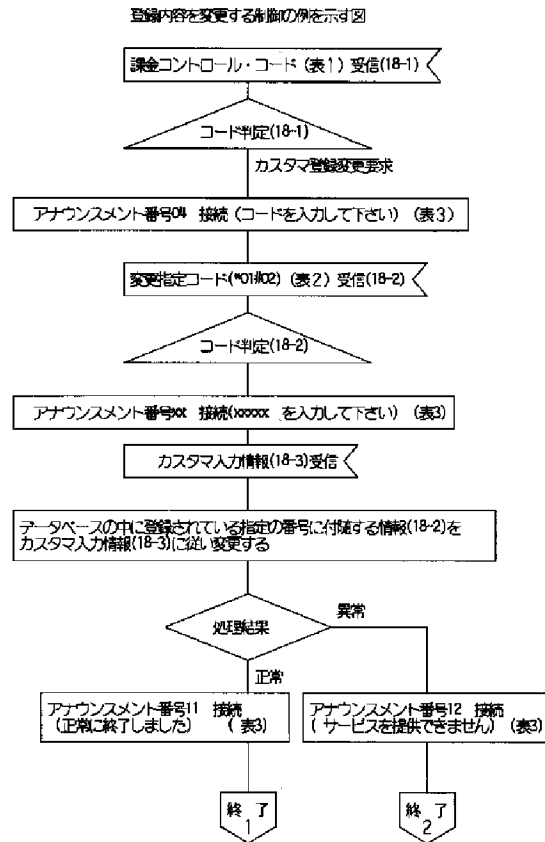 登録内容を変更する制御の例を示す図
課金コントロール・コード (表1) 受信(18-1)
コード判定(18-1)
カスタマ登録変更要求
アナウンスメント番号04 接続 (コードを入力して下さい) (表3)
変更指定コード(*01#02) (表2) 受信(18-2)
コード判定(18-2)
アナウンスメント番号xx 接続(xxxxx を入力して下さい) (表3)
カスタマ入力情報(18-3)受信
データベースの中に登録されている指定の番号に付随する情報(18-2)を
カスタマ入力情報(18-3)に従い変更する
処理結果
異常
正常
アナウンスメント番号11 接続
(正常に終了しました) (表3)
アナウンスメント番号12 接続
( サービスを提供できません) (表3)
終 了
1
終 了
2